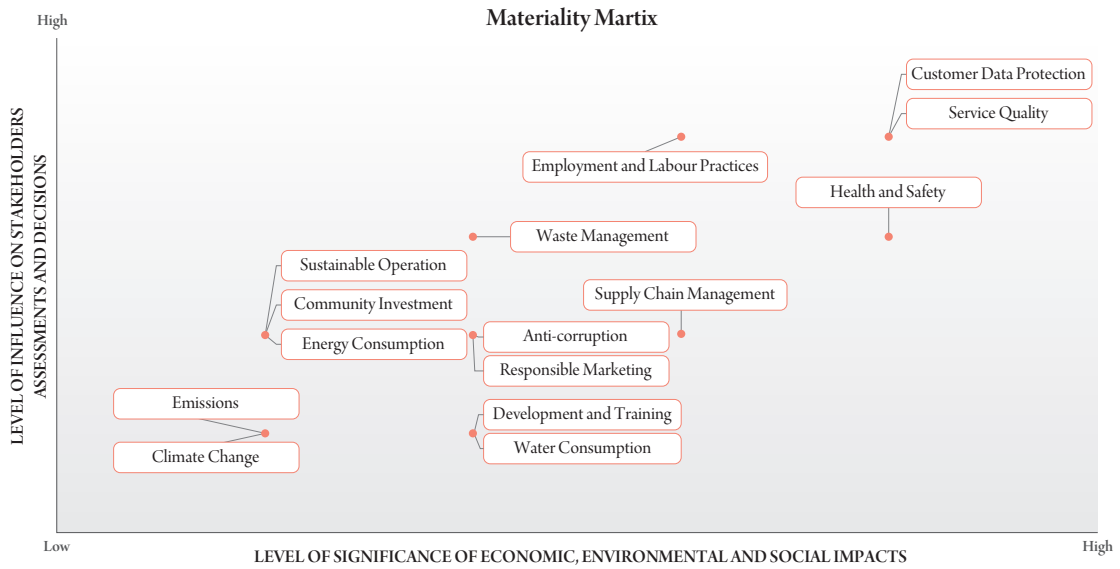 Materiality Martix
High
LEVEL OF INFLUENCE ON STAKEHOLDERS
ASSESSMENTS AND DECISIONS
Customer Data Protection
Service Quality
Employment and Labour Practices
Health and Safety
Waste Management
Sustainable Operation
Community Investment
Energy Consumption
Supply Chain Management
Anti-corruption
Responsible Marketing
Emissions
Climate Change
Development and Training
Water Consumption
Low
LEVEL OF SIGNIFICANCE OF ECONOMIC, ENVIRONMENTAL AND SOCIAL IMPACTS
High